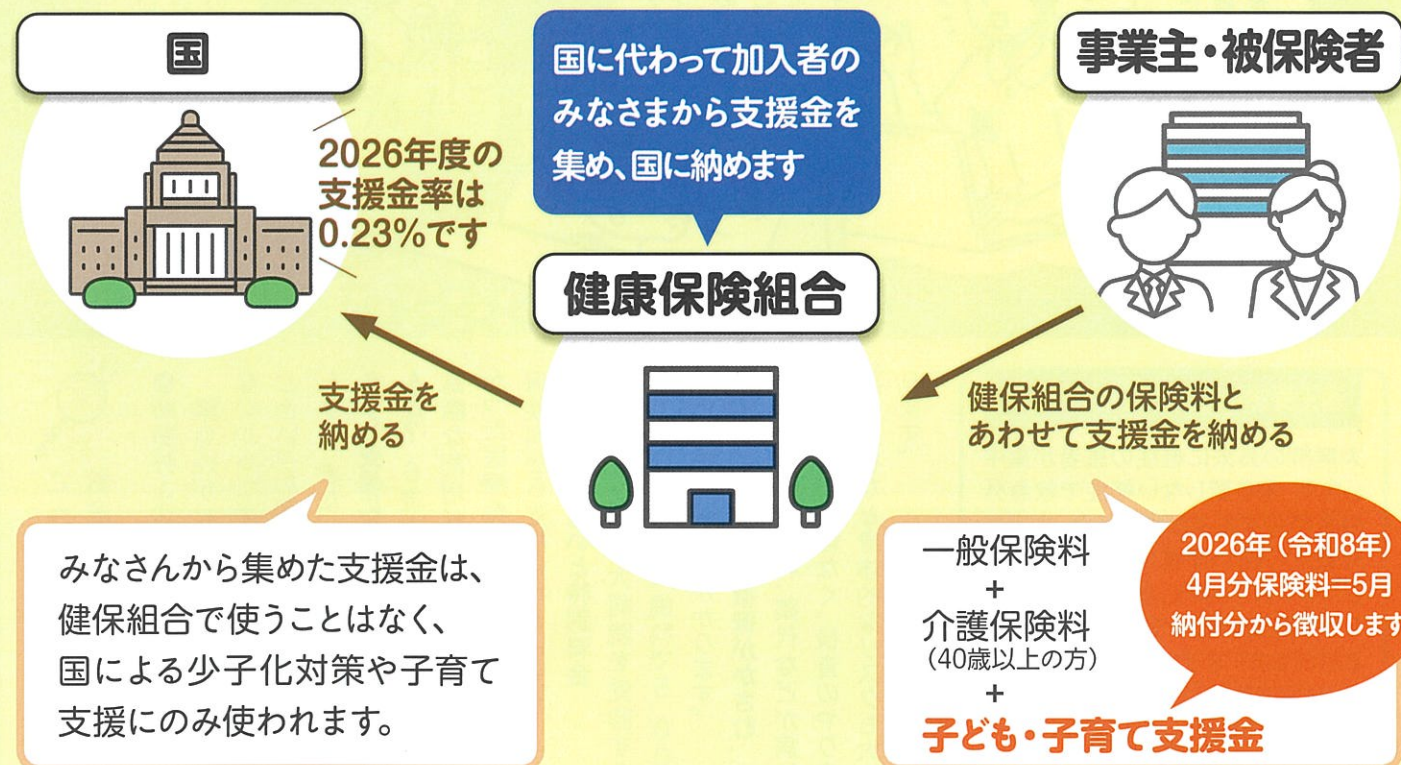 国
2026年度の
支援金率は
0.23%です
国に代わって加入者の
みなさまから支援金を
集め、国に納めます
事業主・被保険者
健康保険組合
支援金を
納める
健保組合の保険料と
あわせて支援金を納める
みなさんから集めた支援金は、
健保組合で使うことはなく、
国による少子化対策や子育て
支援にのみ使われます。
一般保険料
+
介護保険料
（40歳以上の方）
+
子ども・子育て支援金
2026年（令和8年）
4月分保険料=5月
納付分から徴収します